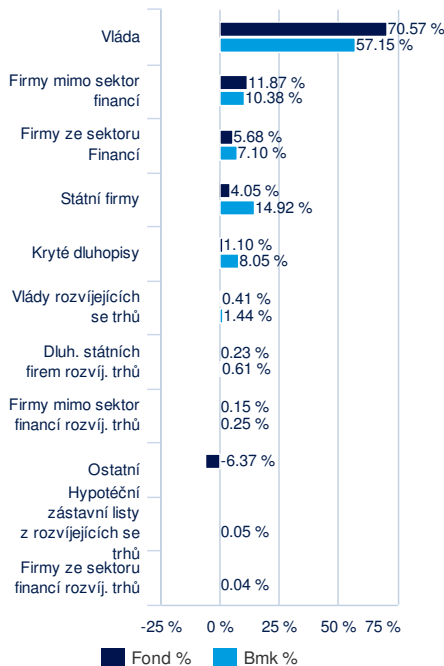 Vláda
70.57 %
57.15 %
Firmy mimo sektor
financí
11.87 %
10.38 %
Firmy ze sektoru
Financí
5.68 %
7.10 %
Státní firmy
4.05 %
14.92 %
Kryté dluhopisy
1.10 %
8.05 %
Vlády rozvíjejících
se trhů
0.41 %
1.44 %
Dluh. státních
firem rozvíj. trhů
0.23 %
0.61 %
Firmy mimo sektor
financí rozvíj. trhů
0.15 %
0.25 %
Ostatní
-6.37 %
Hypotéční
zástavní listy
z rozvíjejících se
trhů
0.05 %
Firmy ze sektoru
financí rozvíj. trhů
0.04 %
-25 % 0 % 25 % 50 % 75 %
Fond % Bmk %